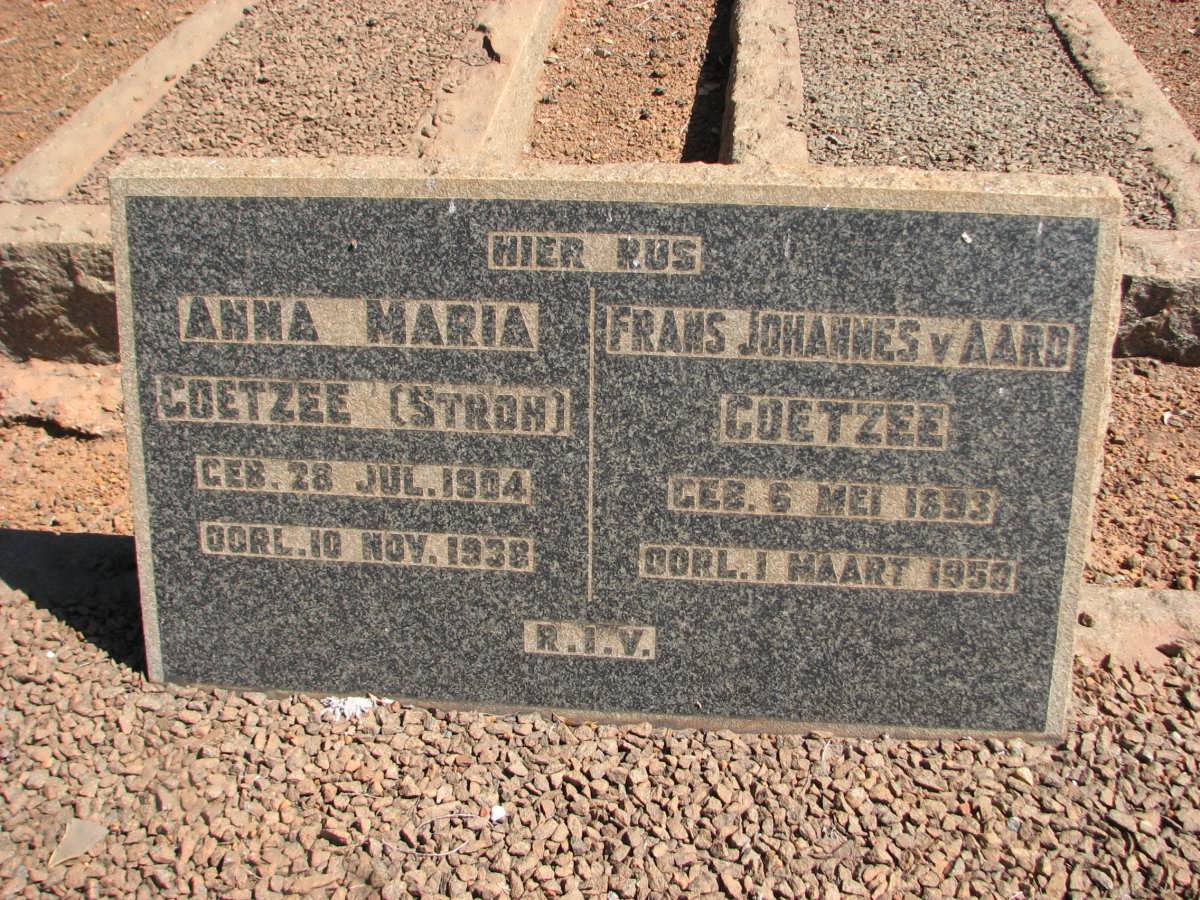 HIER RUS
ANNA MARIA
COETZEE (STROH)
GEB. 28 JUL. 1904
OORL. 10 NOV. 1938
FRANS JOHANNES v AARD
COETZEE
GEB. 6 MEI 1893
OORL. 1 MAART 1950
R.I.V.